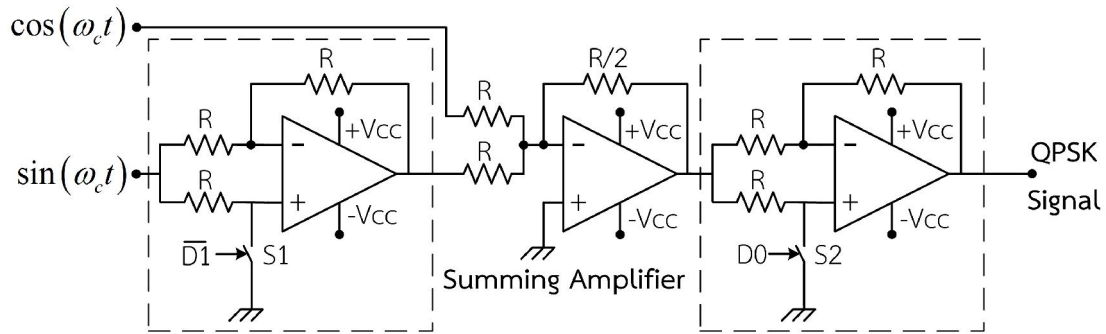 cos(ω_c t)
sin(ω_c t)
R
R
R
+Vcc
-Vcc
−
+
D̅1̅
S1
R
R
R/2
+Vcc
-Vcc
−
+
Summing Amplifier
R
R
R
+Vcc
-Vcc
−
+
D0
S2
QPSK
Signal